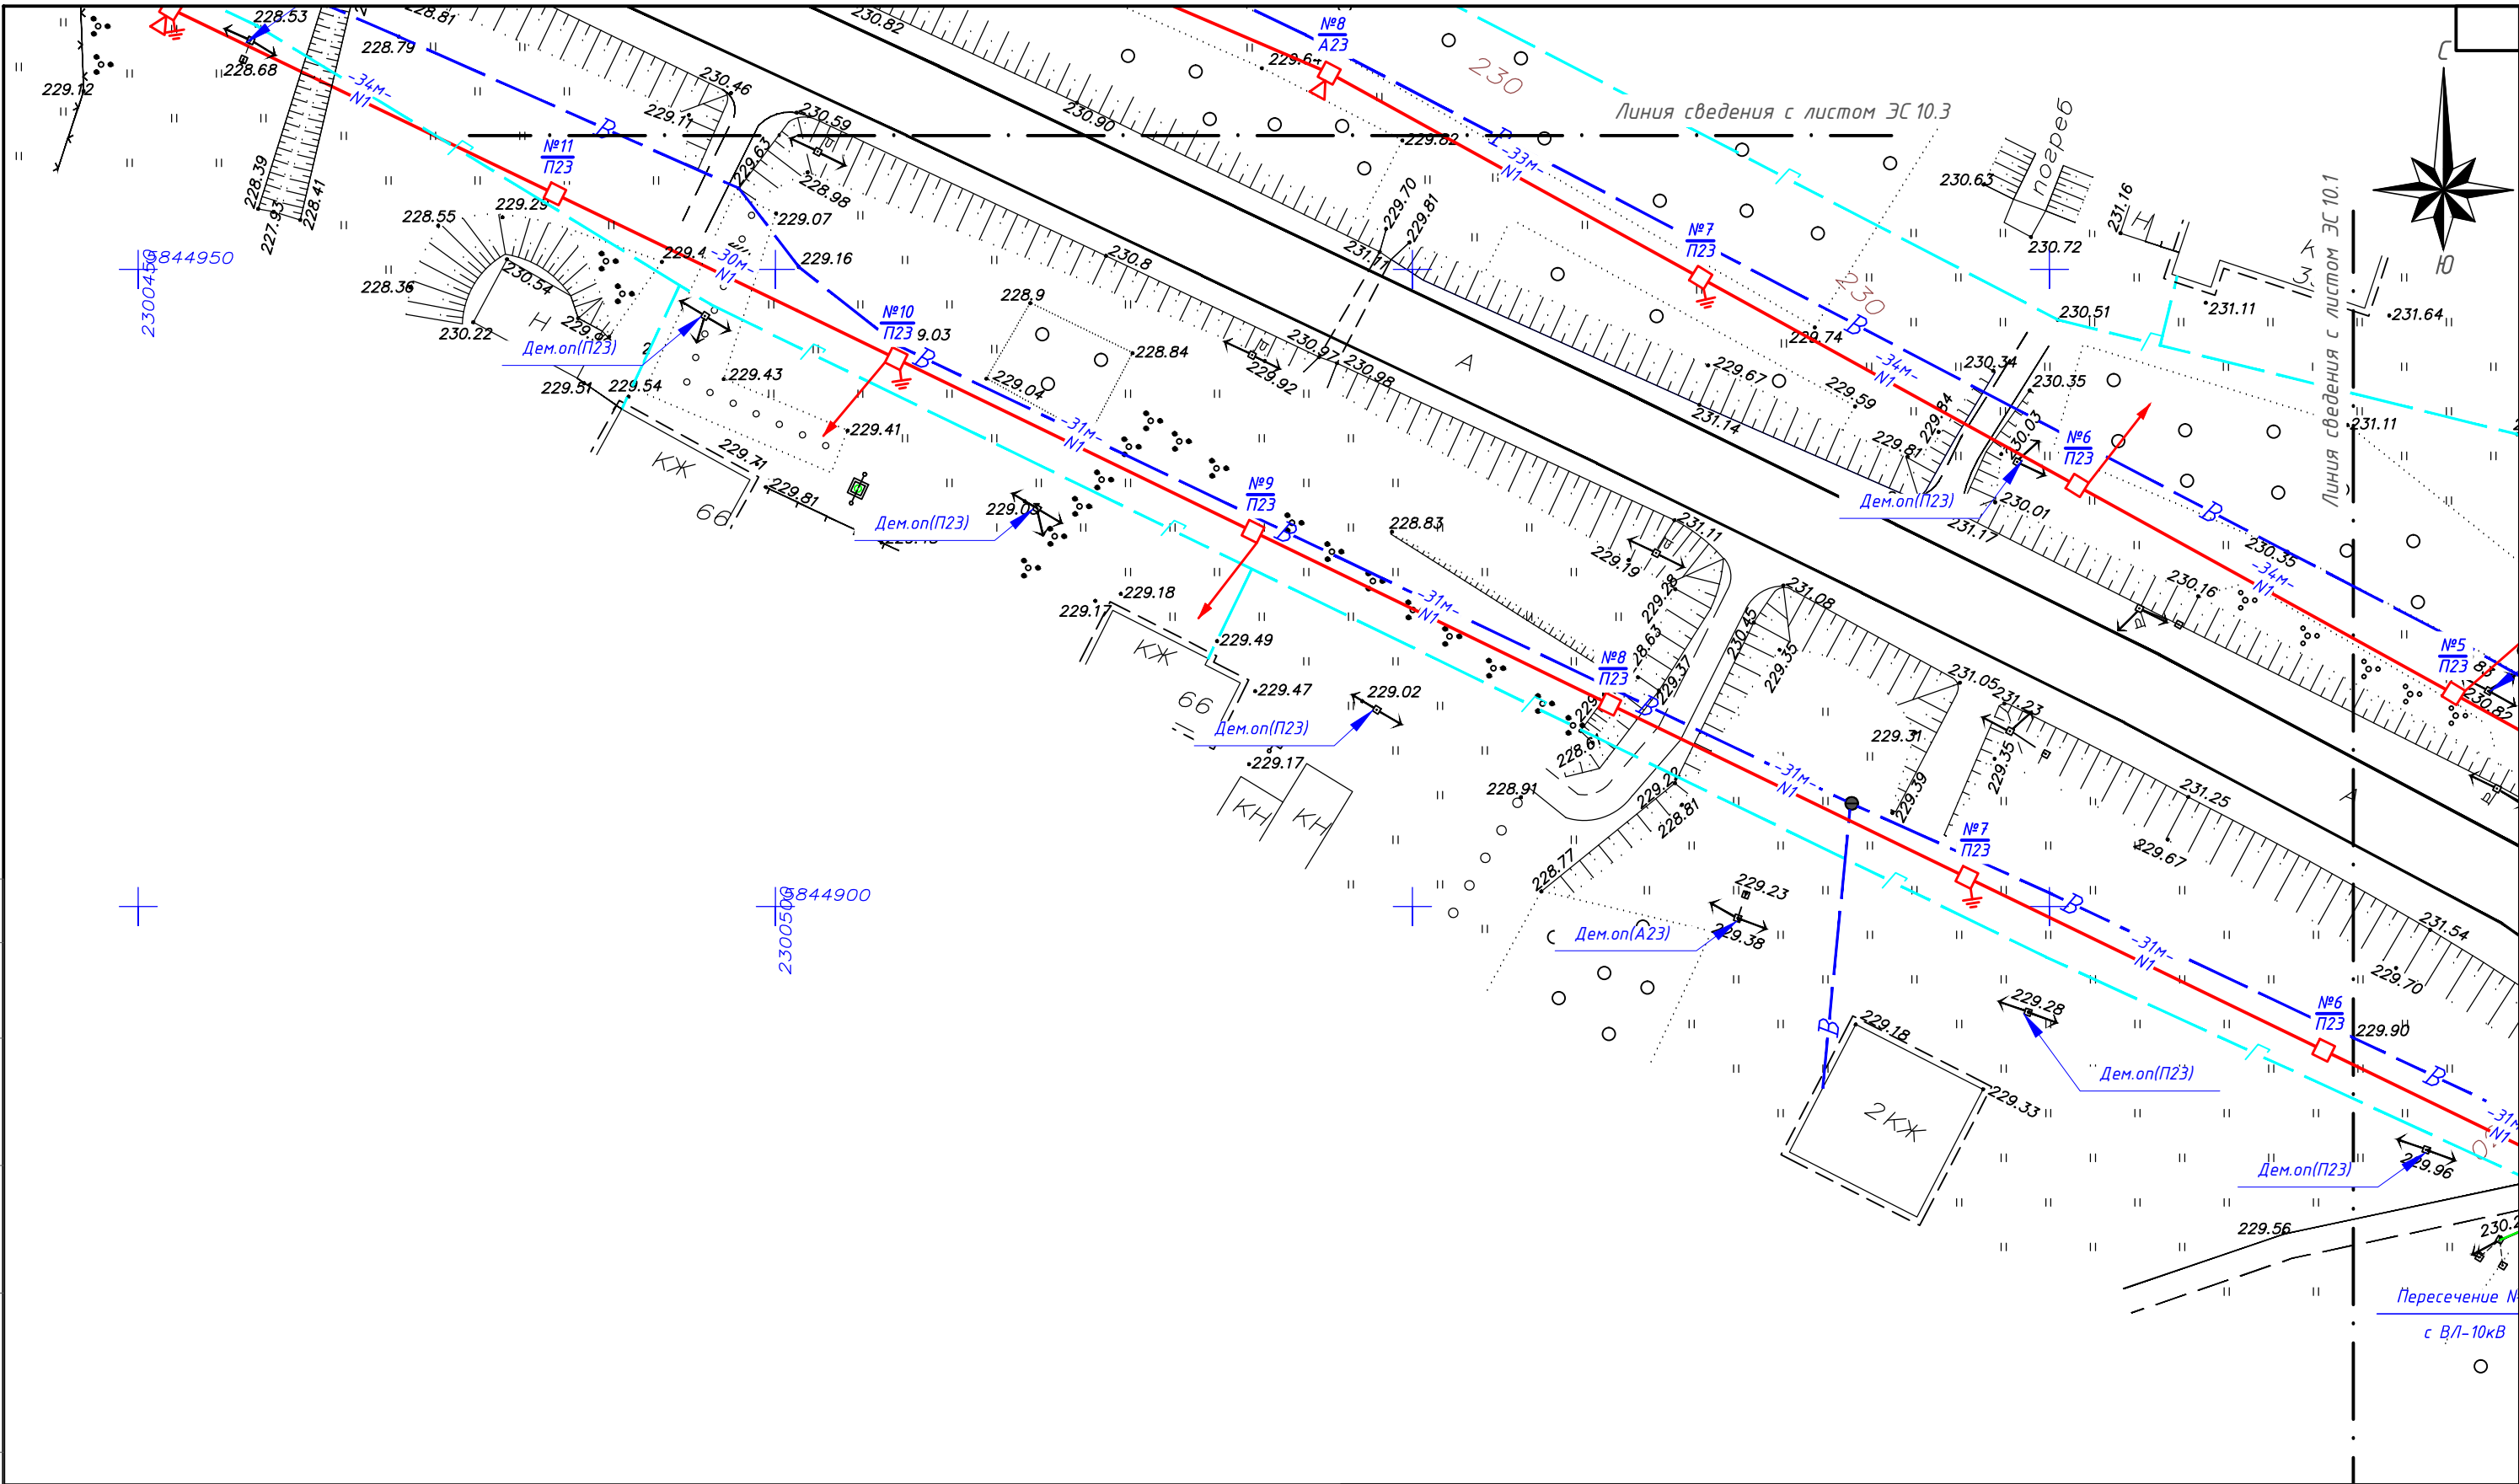 228.53
228.81
228.79
230.82
№8
А23
229.64
230
С
228.68
229.12
-34м-
N1
230.46
229.11
230.59
230.90
Линия сведения с листом ЭС 10.3
погреб
В
№11
П23
229.63
228.98
229.82
-33м-
N1
230.63
231.16
Н
Линия сведения с листом ЭС 10.1
228.39
227.93
228.41
228.55
229.29
229.07
229.70
229.81
231.11
№7
П23
230.72
К
Ю
5844950
2300450
229.16
-30м-
N1
230.8
228.36
230.54
228.9
230
230.51
231.11
231.64
230.22
Н
Дем.оп(П23)
№10
П23
9.03
В
228.84
230.97
230.98
229.92
А
229.74
В
-34м-
N1
229.51
229.54
229.43
229.04
229.67
229.59
230.34
230.35
229.41
-31м-
N1
231.14
229.84
229.81
230.03
№6
П23
231.11
КЖ
229.71
66
229.81
№9
П23
Дем.оп(П23)
Дем.оп(П23)
230.01
231.17
В
228.83
231.11
229.19
В
230.35
-34м-
N1
230.16
229.17
229.18
229.28
231.08
-31м-
N1
229.49
КЖ
66
229.47
229.02
Дем.оп(П23)
№8
П23
28.63
229.37
230.45
229.35
231.05
231.23
№5
П23
230.82
В
229.17
КН
КН
228.6
228.91
229.22
228.81
-31м-
N1
229.31
229.35
229.39
231.25
А
228.77
№7
П23
229.67
5844900
2300500
229.23
229.38
Дем.оп(А23)
В
231.54
-31м-
N1
229.70
229.28
В
229.18
№6
П23
229.90
Дем.оп(П23)
В
2КЖ
229.33
-31м
N1
Дем.оп(П23)
229.96
229.56
230.2
Пересечение N
с ВЛ-10кВ